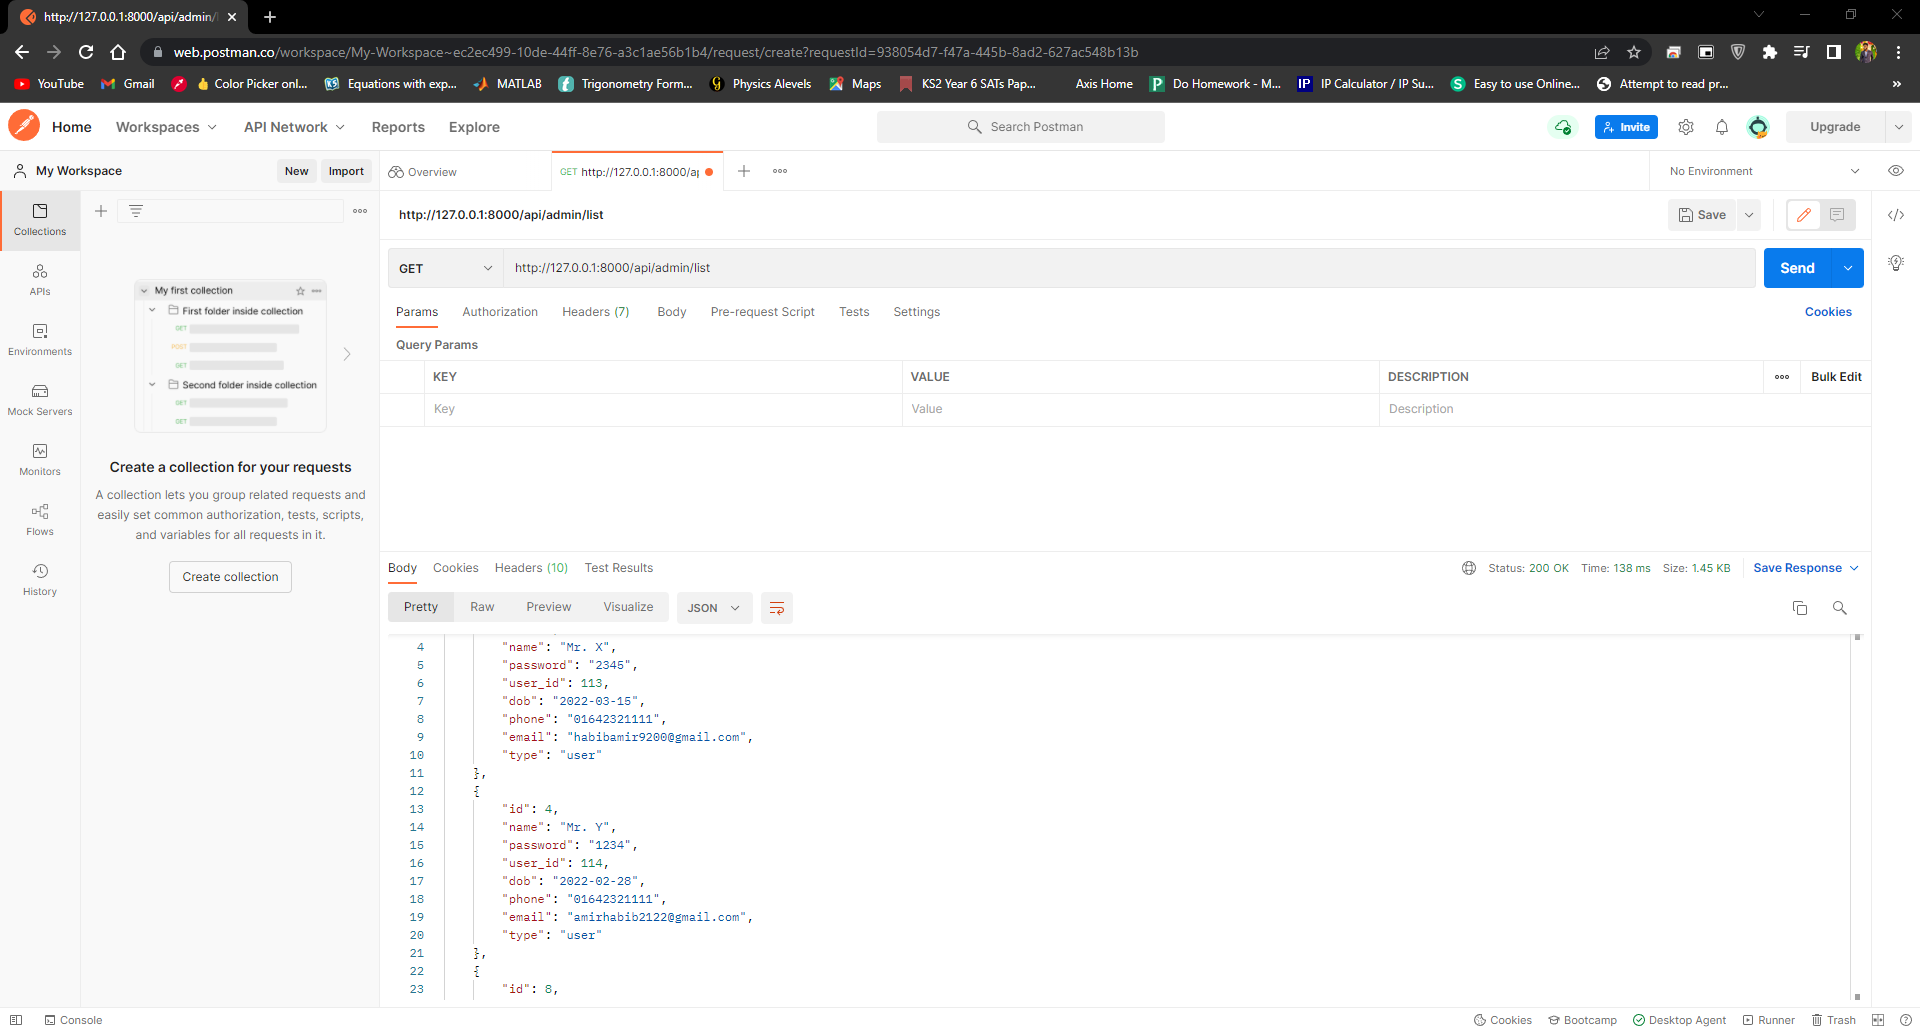 http://127.0.0.1:8000/api/admin/
web.postman.co/workspace/My-Workspace~ec2ec499-10de-44ff-8e76-a3c1ae56b1b4/request/create?requestId=938054d7-f47a-445b-8ad2-627ac548b13b
YouTube Gmail Color Picker onl... Equations with exp... MATLAB Trigonometry Form... Physics Alevels Maps KS2 Year 6 SATs Pap... Axis Home Do Homework - M... IP Calculator / IP Su... Easy to use Online... Attempt to read pr... »
Home Workspaces API Network Reports Explore Search Postman Invite Upgrade
My Workspace New Import Overview GET http://127.0.0.1:8000/ap No Environment
Collections
APIs
Environments
Mock Servers
Monitors
Flows
History
My first collection
First folder inside collection
GET
POST
GET
Second folder inside collection
GET
GET
Create a collection for your requests
A collection lets you group related requests and
easily set common authorization, tests, scripts,
and variables for all requests in it.
Create collection
http://127.0.0.1:8000/api/admin/list Save
GET http://127.0.0.1:8000/api/admin/list Send
Params Authorization Headers (7) Body Pre-request Script Tests Settings Cookies
Query Params
KEY VALUE DESCRIPTION Bulk Edit
Key Value Description
Body Cookies Headers (10) Test Results Status: 200 OK Time: 138 ms Size: 1.45 KB Save Response
Pretty Raw Preview Visualize JSON
4 "name": "Mr. X",
5 "password": "2345",
6 "user_id": 113,
7 "dob": "2022-03-15",
8 "phone": "01642321111",
9 "email": "habibamir9200@gmail.com",
10 "type": "user"
11 },
12 {
13 "id": 4,
14 "name": "Mr. Y",
15 "password": "1234",
16 "user_id": 114,
17 "dob": "2022-02-28",
18 "phone": "01642321111",
19 "email": "amirhabib2122@gmail.com",
20 "type": "user"
21 },
22 {
23 "id": 8,
Console Cookies Bootcamp Desktop Agent Runner Trash